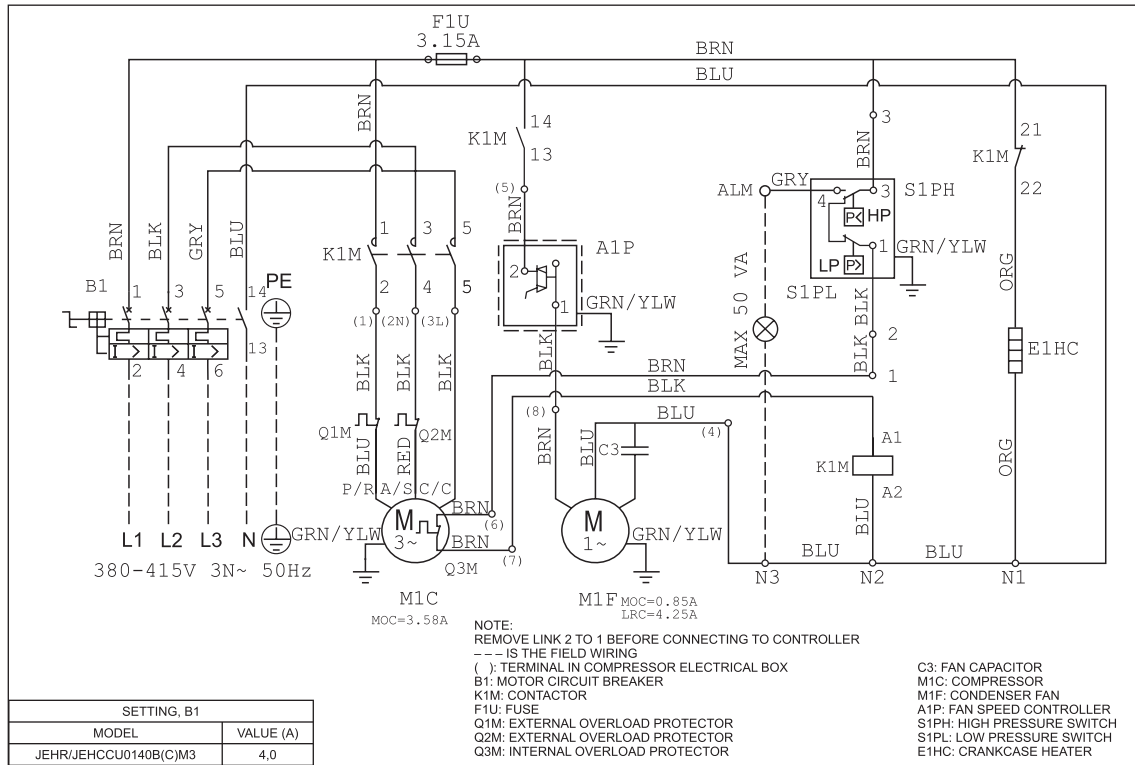 F1U
3.15A
BRN
BLU
BRN
K1M
14
13
(5)
BRN
3
BRN
21
K1M
22
ALM
GRY
4
3
S1PH
P<
HP
1
LP
P>
GRN/YLW
S1PL
BRN
BLK
GRY
BLU
B1
1
3
5
14
PE
I >
I >
I >
13
2
4
6
1
3
5
K1M
2
4
5
(1)
(2N)
(3L)
A1P
2
1
GRN/YLW
MAX 50 VA
BLK
BLK
2
1
ORG
E1HC
BLK
BLK
BLK
BLK
BRN
BLK
Q1M
BLU
RED
Q2M
P/R
A/S
C/C
(8)
BRN
BLU
C3
BLU
(4)
A1
K1M
A2
BLU
ORG
L1
L2
L3
N
GRN/YLW
M
3~
BRN
(6)
BRN
(7)
Q3M
M
1~
GRN/YLW
BLU
BLU
N3
N2
N1
380-415V 3N~ 50Hz
M1C
MOC=3.58A
M1F
MOC=0.85A
LRC=4.25A
NOTE:
REMOVE LINK 2 TO 1 BEFORE CONNECTING TO CONTROLLER
– – – IS THE FIELD WIRING
( ): TERMINAL IN COMPRESSOR ELECTRICAL BOX
B1: MOTOR CIRCUIT BREAKER
K1M: CONTACTOR
F1U: FUSE
Q1M: EXTERNAL OVERLOAD PROTECTOR
Q2M: EXTERNAL OVERLOAD PROTECTOR
Q3M: INTERNAL OVERLOAD PROTECTOR
C3: FAN CAPACITOR
M1C: COMPRESSOR
M1F: CONDENSER FAN
A1P: FAN SPEED CONTROLLER
S1PH: HIGH PRESSURE SWITCH
S1PL: LOW PRESSURE SWITCH
E1HC: CRANKCASE HEATER
SETTING, B1
MODEL
VALUE (A)
JEHR/JEHCCU0140B(C)M3
4,0